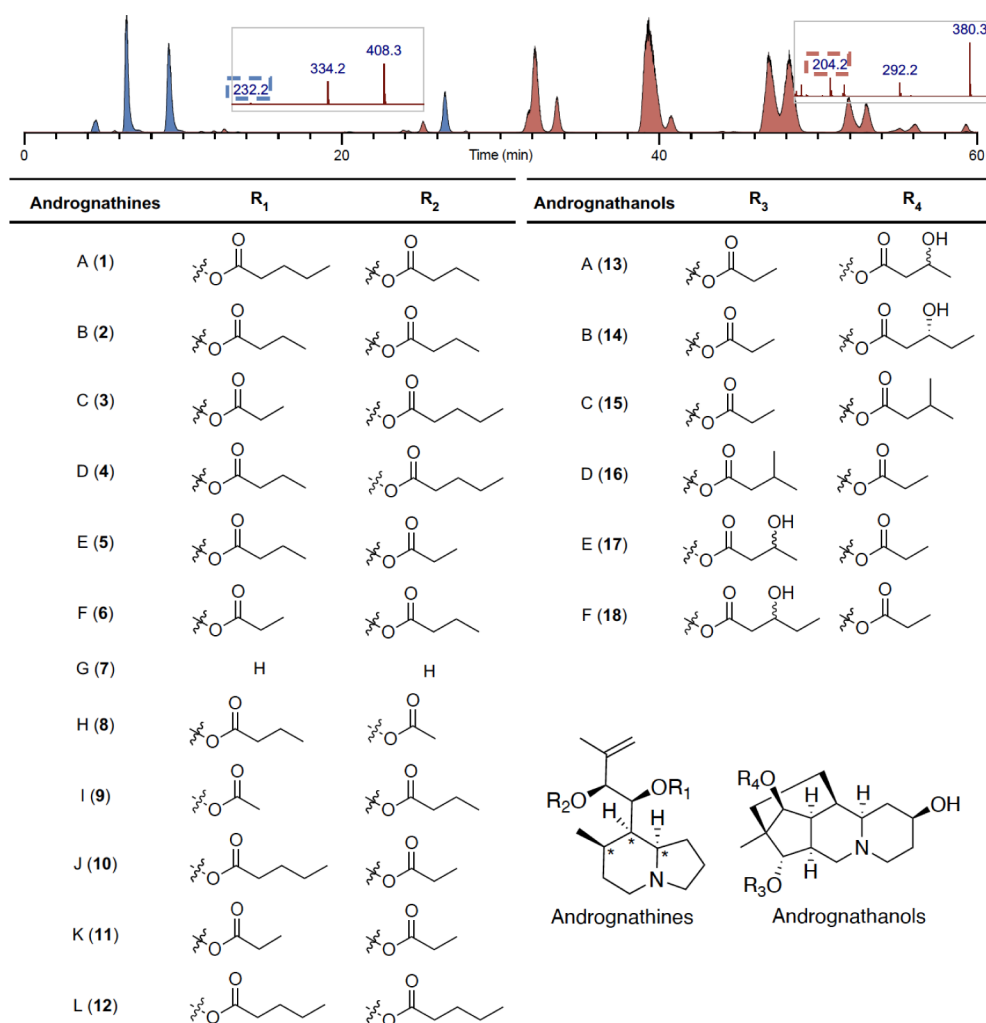 408.3
334.2
232.2
380.3
204.2
292.2
0
20
40
60
Time (min)
Andrognathines R1 R2
Andrognathanols R3 R4
A (1)
O
O
O
O
A (13)
O
O
O
OH
O
B (2)
O
O
O
O
B (14)
O
O
O
OH
O
C (3)
O
O
O
O
C (15)
O
O
O
O
D (4)
O
O
O
O
D (16)
O
O
O
O
E (5)
O
O
O
O
E (17)
O
OH
O
O
O
F (6)
O
O
O
O
F (18)
O
OH
O
O
O
G (7) H H
H (8)
O
O
O
O
I (9)
O
O
O
O
J (10)
O
O
O
O
K (11)
O
O
O
O
L (12)
O
O
O
O
R2O
OR1
H
H
*
*
*
N
Andrognathines
R4O
H
H
OH
N
H
R3O
Andrognathanols